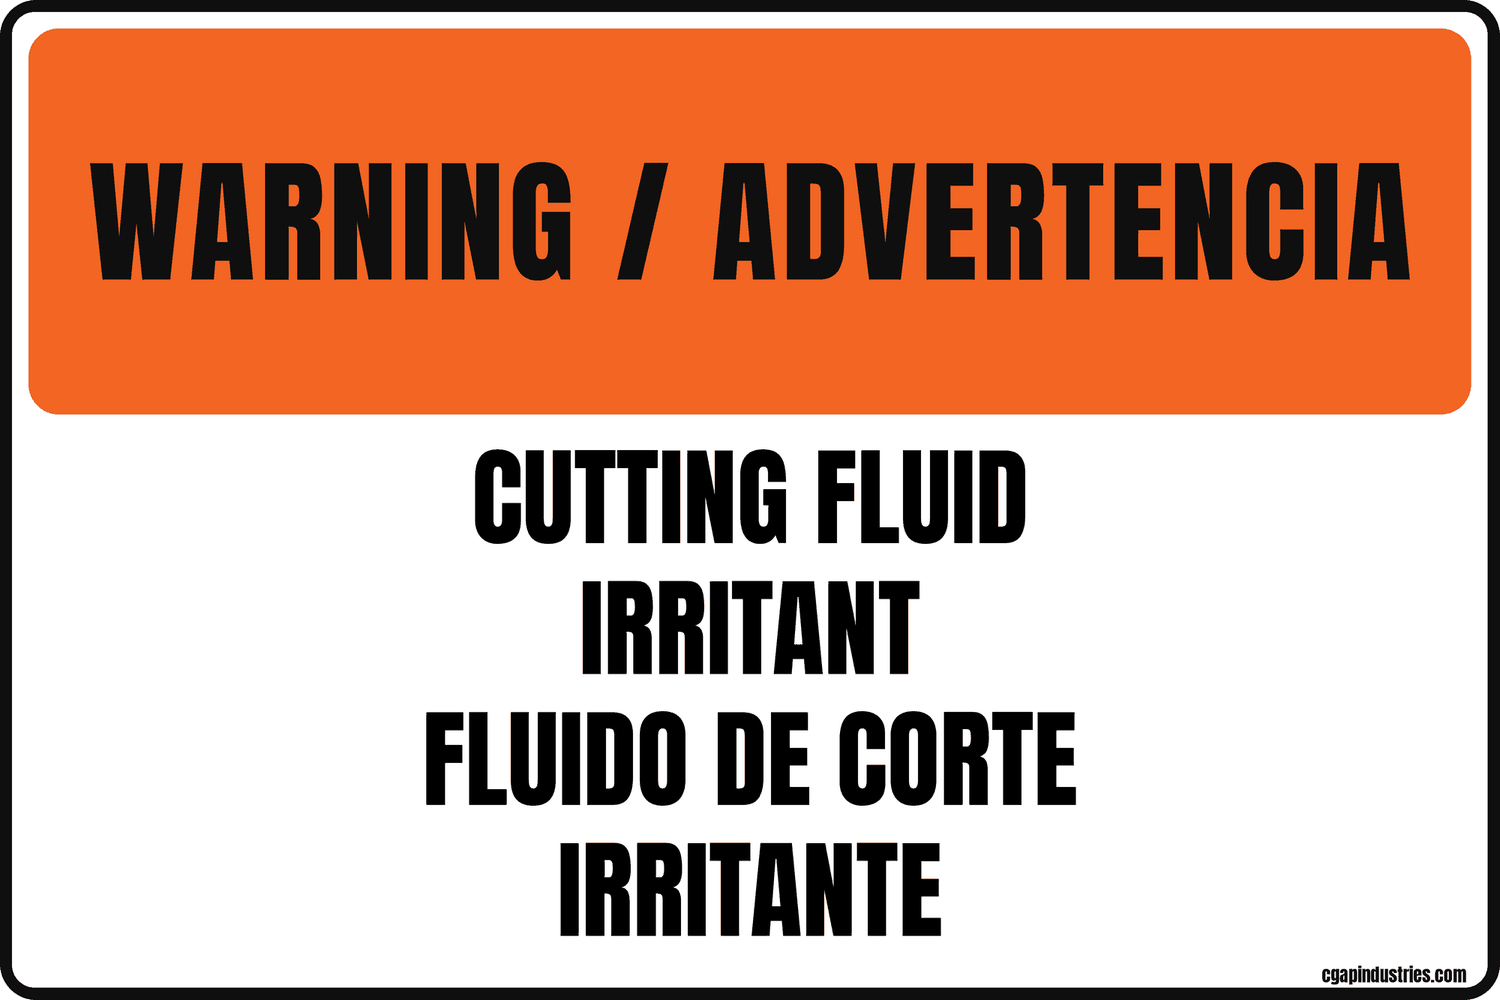 WARNING / ADVERTENCIA
CUTTING FLUID
IRRITANT
FLUIDO DE CORTE
IRRITANTE
cgapindustries.com